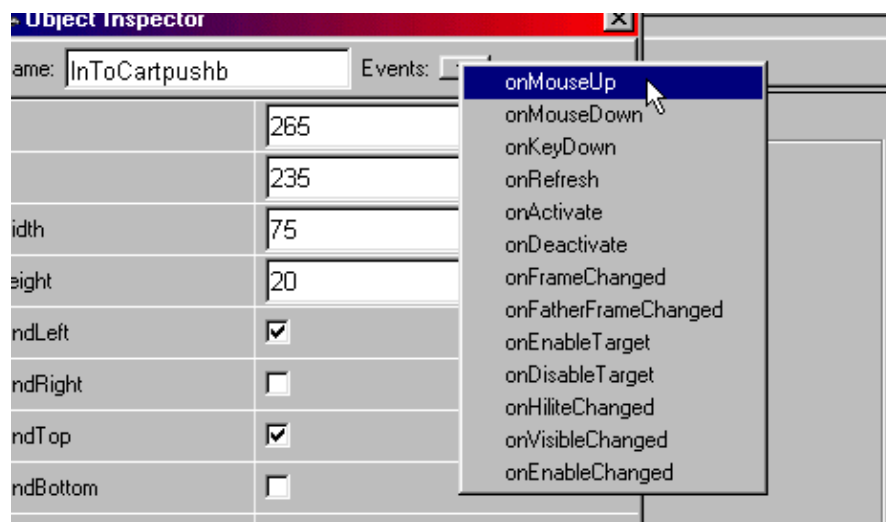 Object Inspector
ame: InToCartpushb Events:
265
235
idth 75
eight 20
ndLeft
ndRight
ndTop
ndBottom
onMouseUp
onMouseDown
onKeyDown
onRefresh
onActivate
onDeactivate
onFrameChanged
onFatherFrameChanged
onEnableTarget
onDisableTarget
onHiliteChanged
onVisibleChanged
onEnableChanged